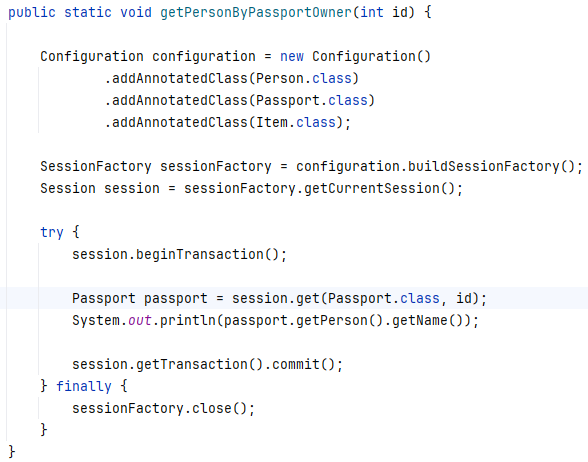 public static void getPersonByPassportOwner(int id) {
Configuration configuration = new Configuration()
.addAnnotatedClass(Person.class)
.addAnnotatedClass(Passport.class)
.addAnnotatedClass(Item.class);
SessionFactory sessionFactory = configuration.buildSessionFactory();
Session session = sessionFactory.getCurrentSession();
try {
session.beginTransaction();
Passport passport = session.get(Passport.class, id);
System.out.println(passport.getPerson().getName());
session.getTransaction().commit();
} finally {
sessionFactory.close();
}
}